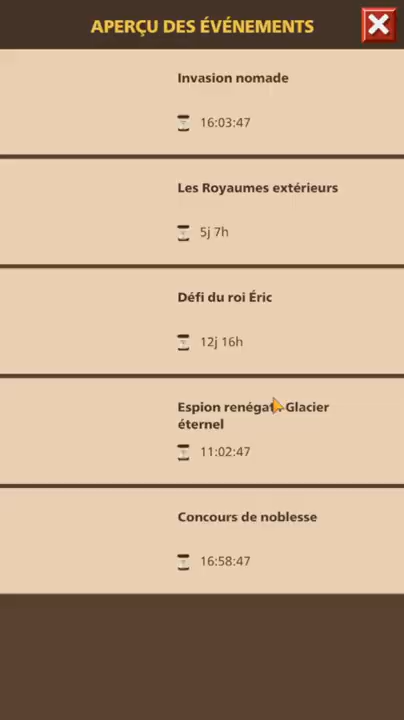 APERÇU DES ÉVÉNEMENTS
Invasion nomade
16:03:47
Les Royaumes extérieurs
5j 7h
Défi du roi Éric
12j 16h
Espion renégat - Glacier
éternel
11:02:47
Concours de noblesse
16:58:47